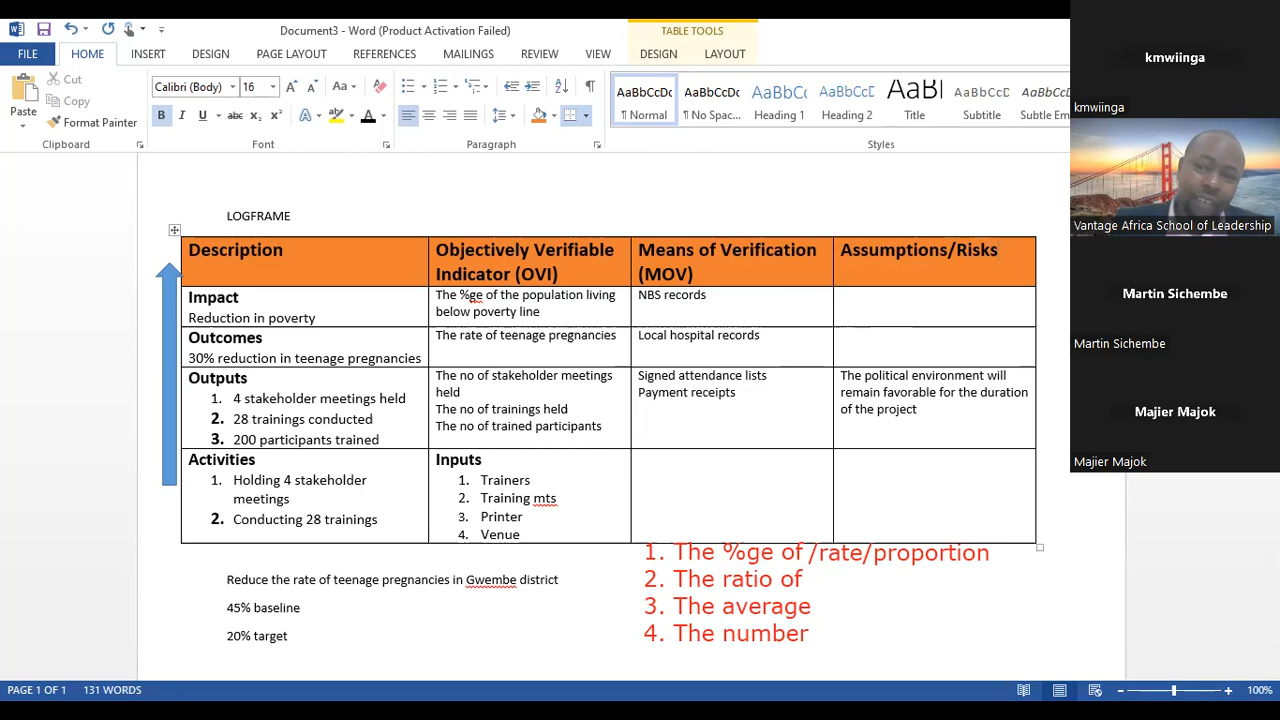 Document3 - Word (Product Activation Failed)
TABLE TOOLS
FILE HOME INSERT DESIGN PAGE LAYOUT REFERENCES MAILINGS REVIEW VIEW DESIGN LAYOUT
Cut
Copy
Format Painter
Paste
Calibri (Body) 16
AaBbCcDc AaBbCcDc AaBbCc AaBbCcD AaBl AaBbCcD AaBbCc
¶ Normal ¶ No Spac... Heading 1 Heading 2 Title Subtitle Subtle Em
Clipboard Font Paragraph Styles
LOGFRAME
Description
Objectively Verifiable
Indicator (OVI)
Means of Verification
(MOV)
Assumptions/Risks
Impact
Reduction in poverty
The %ge of the population living
below poverty line
NBS records
Outcomes
30% reduction in teenage pregnancies
The rate of teenage pregnancies
Local hospital records
Outputs
1. 4 stakeholder meetings held
2. 28 trainings conducted
3. 200 participants trained
The no of stakeholder meetings
held
The no of trainings held
The no of trained participants
Signed attendance lists
Payment receipts
The political environment will
remain favorable for the duration
of the project
Activities
1. Holding 4 stakeholder
meetings
2. Conducting 28 trainings
Inputs
1. Trainers
2. Training mts
3. Printer
4. Venue
1. The %ge of /rate/proportion
2. The ratio of
3. The average
4. The number
Reduce the rate of teenage pregnancies in Gwembe district
45% baseline
20% target
PAGE 1 OF 1 131 WORDS
100%
kmwiinga
kmwiinga
Vantage Africa School of Leadership
Martin Sichembe
Martin Sichembe
Majier Majok
Majier Majok